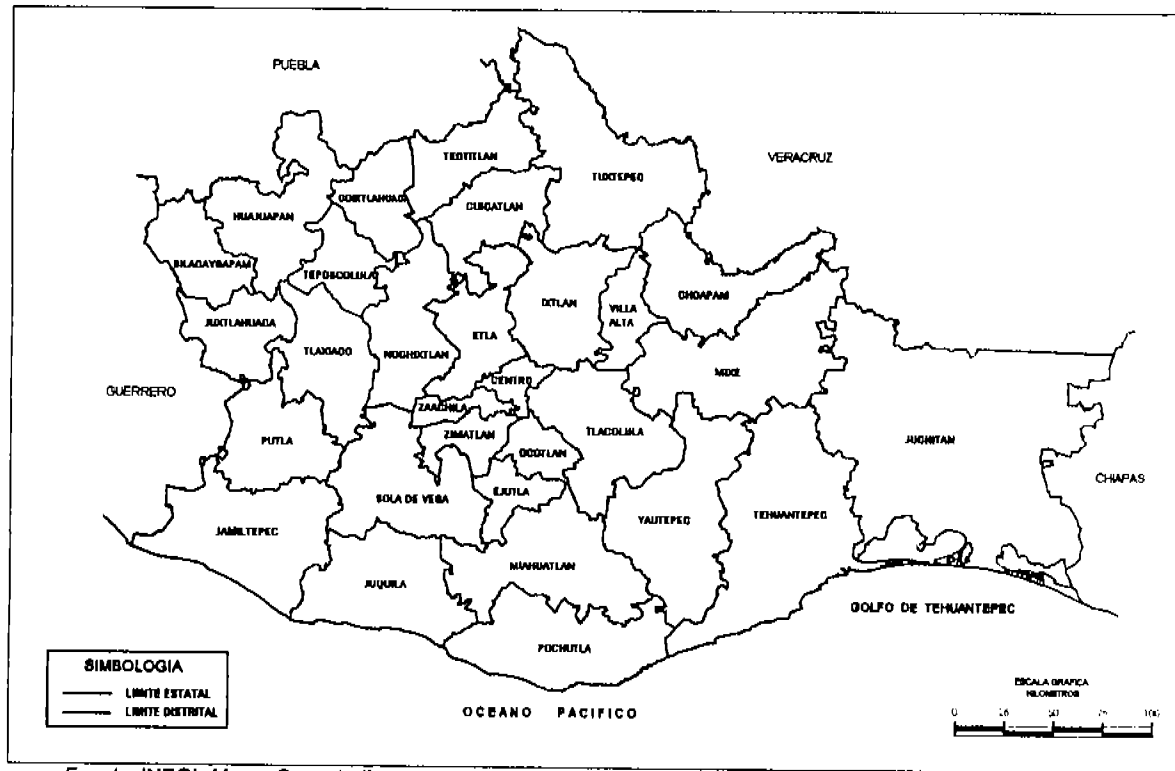 PUEBLA
TEOTITLAN
VERACRUZ
TUXTEPEC
COIXTLAHUACA
CUICATLAN
HUAJUAPAM
SILACAYOAPAM
TEPOSCOLULA
IXTLAN
VILLA
ALTA
CHOAPAM
JUXTLAHUACA
TLAXIACO
NOCHIXTLAN
ETLA
MIXE
CENTRO
GUERRERO
ZAACHILA
TLACOLULA
JUCHITAN
PUTLA
ZIMATLAN
OCOTLAN
CHIAPAS
SOLA DE VEGA
EJUTLA
YAUTEPEC
TEHUANTEPEC
JAMILTEPEC
MIAHUATLAN
JUQUILA
GOLFO DE TEHUANTEPEC
POCHUTLA
SIMBOLOGIA
LIMITE ESTATAL
LIMITE DISTRITAL
OCEANO PACIFICO
ESCALA GRAFICA
KILOMETROS
0 25 50 75 100